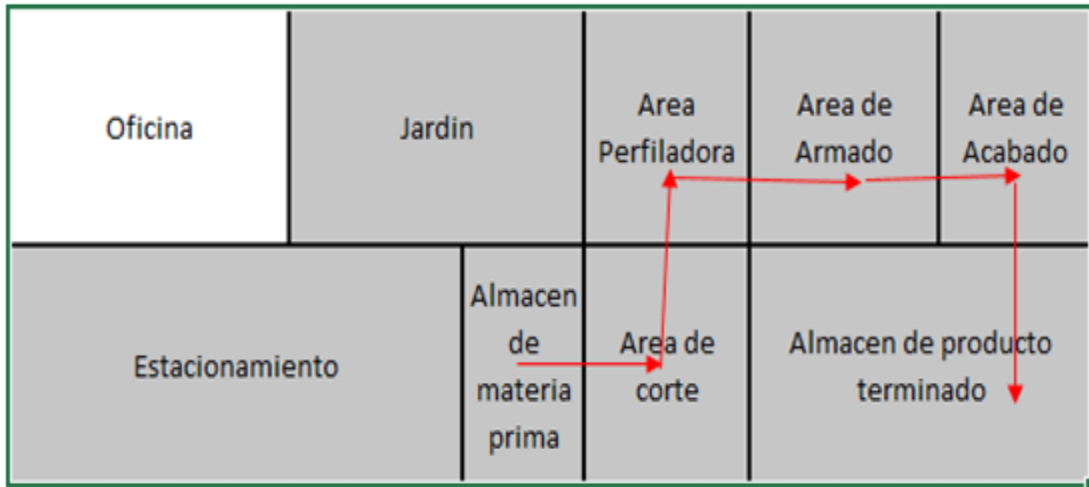 Oficina
Jardin
Area
Perfiladora
Area de
Armado
Area de
Acabado
Estacionamiento
Almacen
de
materia
prima
Area de
corte
Almacen de producto
terminado